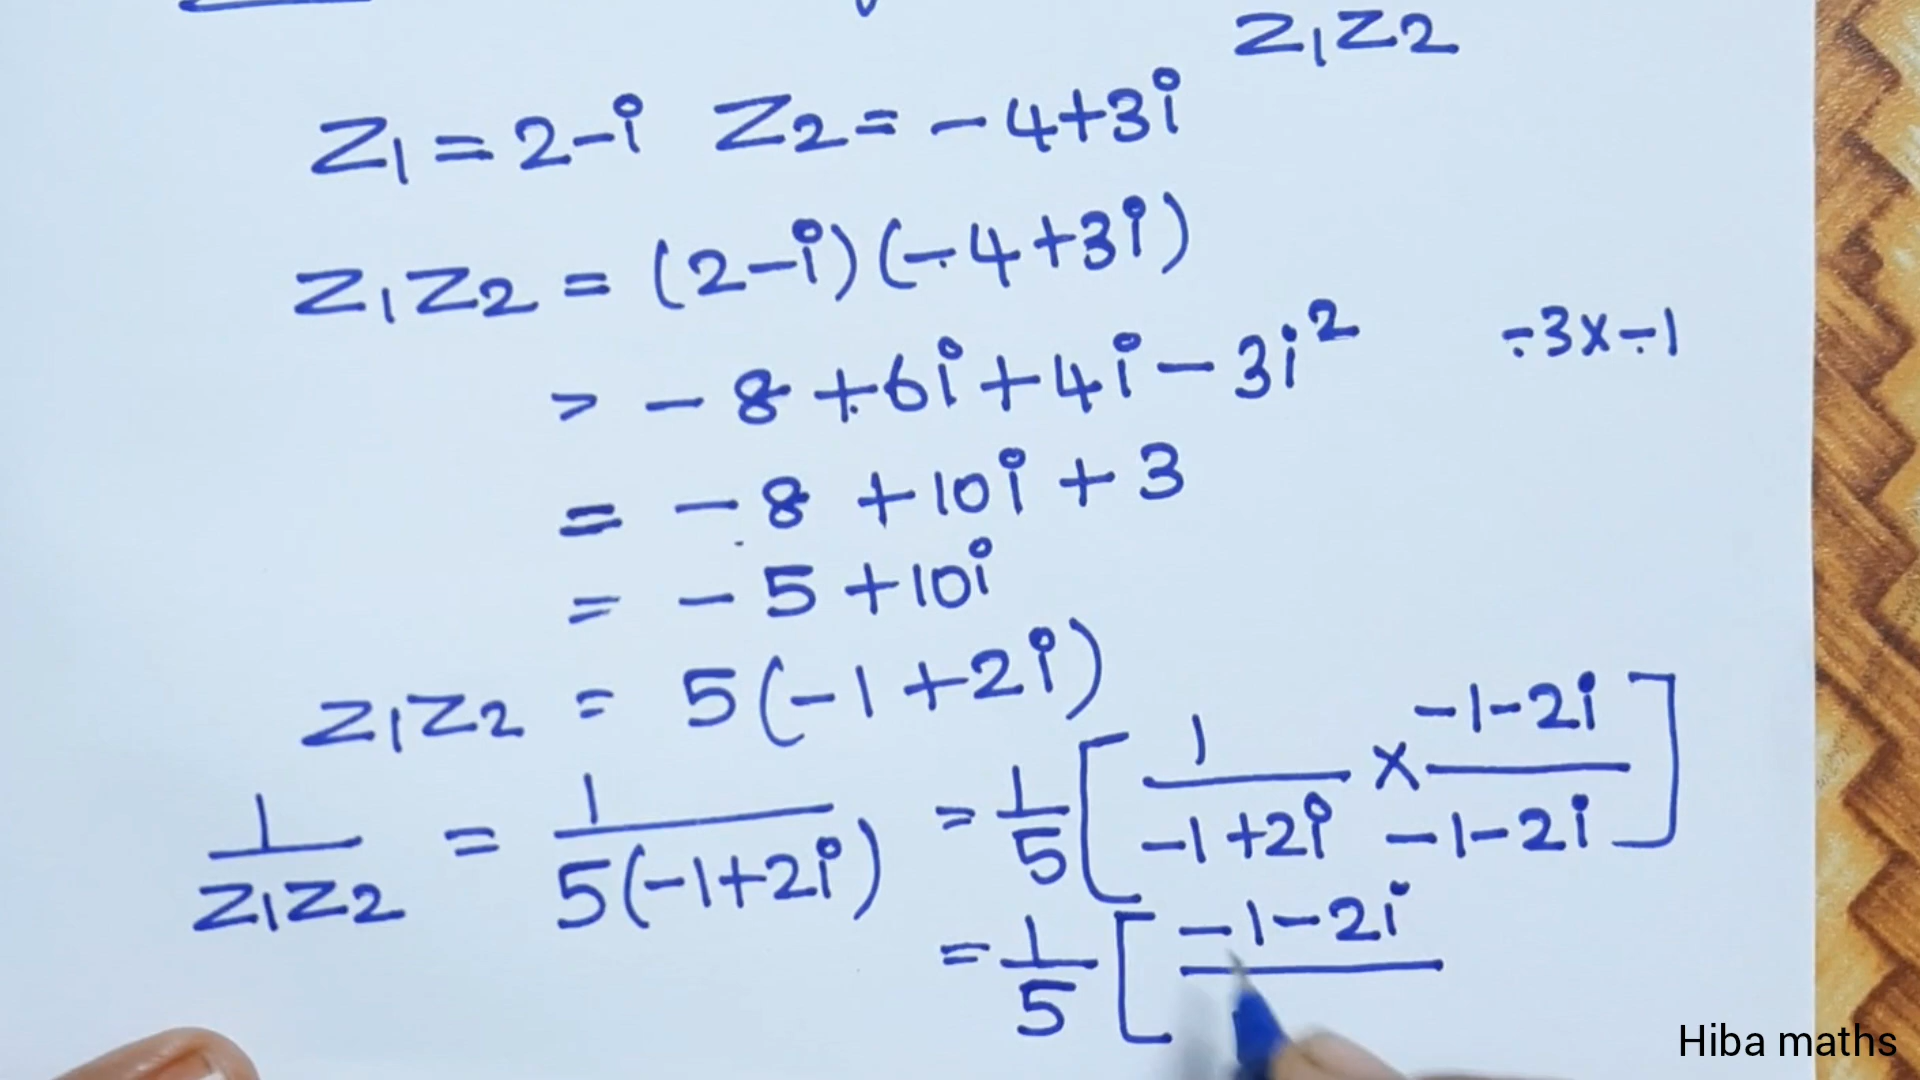 Z1Z2
Z1 = 2-i Z2 = -4+3i
Z1Z2 = (2-i)(-4+3i)
> -8+6i+4i-3i² -3x-1
= -8+10i+3
= -5+10i
Z1Z2 = 5(-1+2i)
1/Z1Z2 = 1/5(-1+2i) = 1/5[1/-1+2i x -1-2i/-1-2i]
= 1/5[-1-2i
Hiba maths